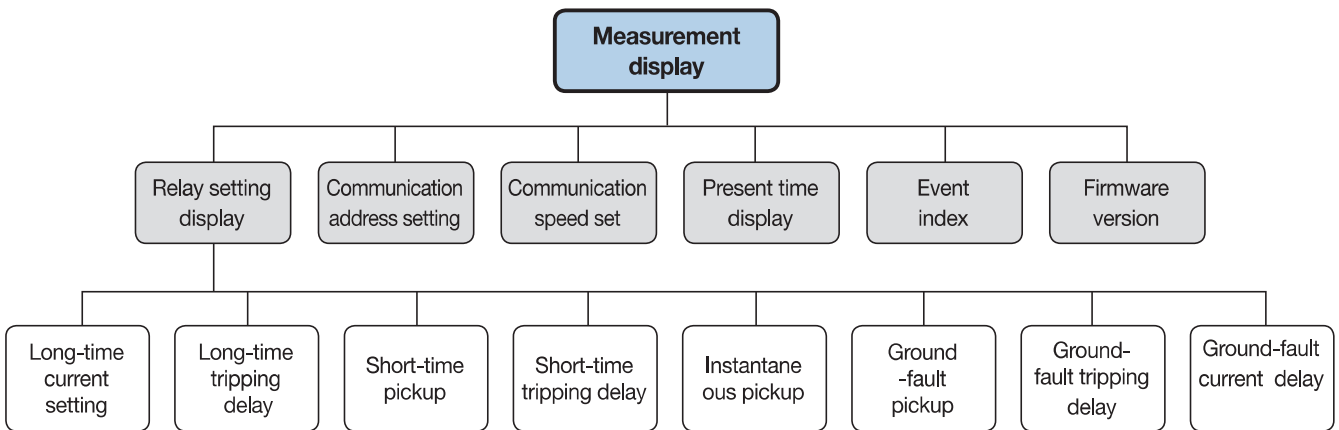 Measurement
display
Relay setting
display
Communication
address setting
Communication
speed set
Present time
display
Event
index
Firmware
version
Long-time
current
setting
Long-time
tripping
delay
Short-time
pickup
Short-time
tripping delay
Instantane
ous pickup
Ground
-fault
pickup
Ground-
fault tripping
delay
Ground-fault
current delay